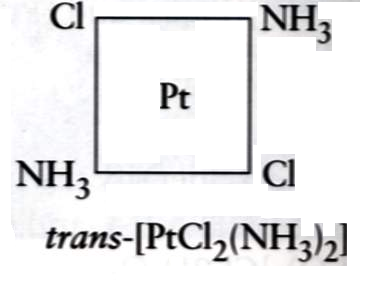 Cl NH₃
Pt
NH₃ Cl
trans-[PtCl₂(NH₃)₂]